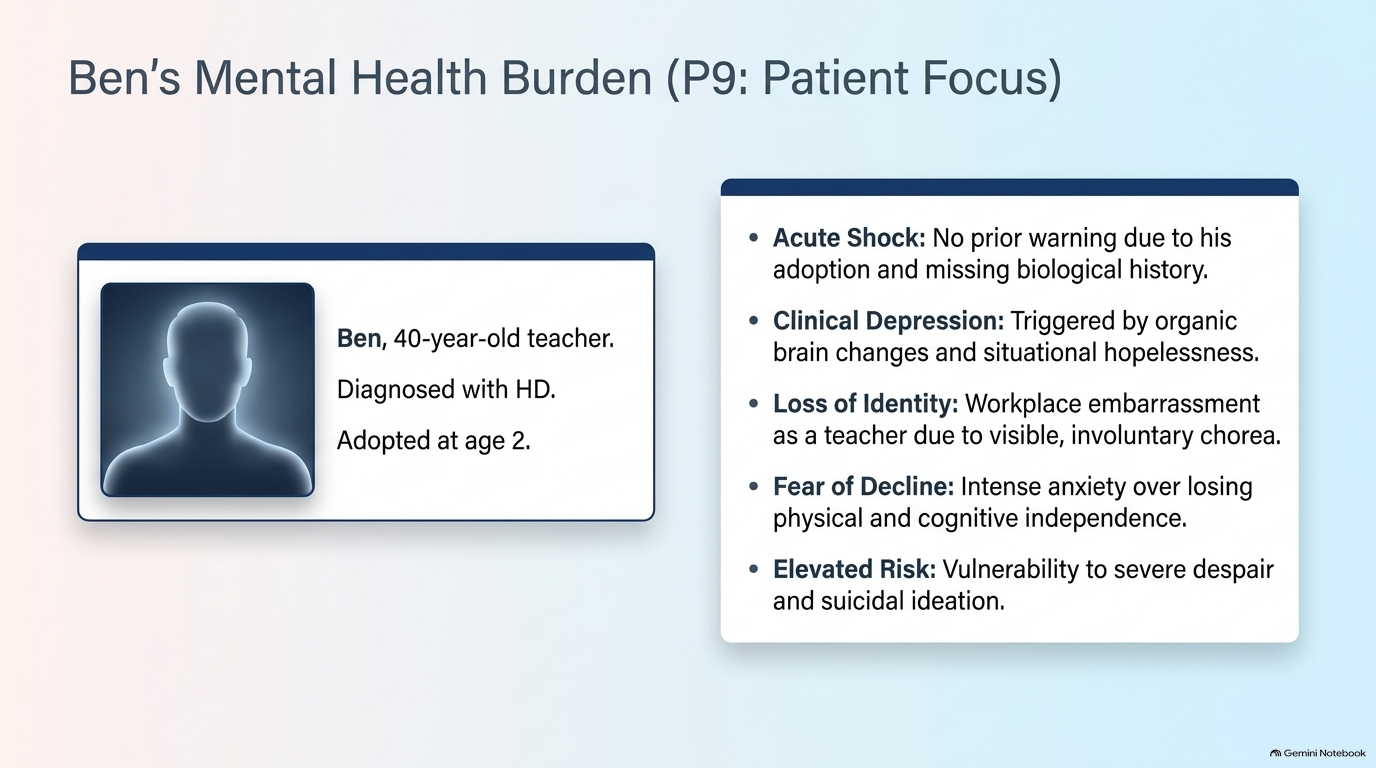 Ben's Mental Health Burden (P9: Patient Focus)
Ben, 40-year-old teacher.
Diagnosed with HD.
Adopted at age 2.
• Acute Shock: No prior warning due to his
adoption and missing biological history.
• Clinical Depression: Triggered by organic
brain changes and situational hopelessness.
• Loss of Identity: Workplace embarrassment
as a teacher due to visible, involuntary chorea.
• Fear of Decline: Intense anxiety over losing
physical and cognitive independence.
• Elevated Risk: Vulnerability to severe despair
and suicidal ideation.
Gemini Notebook